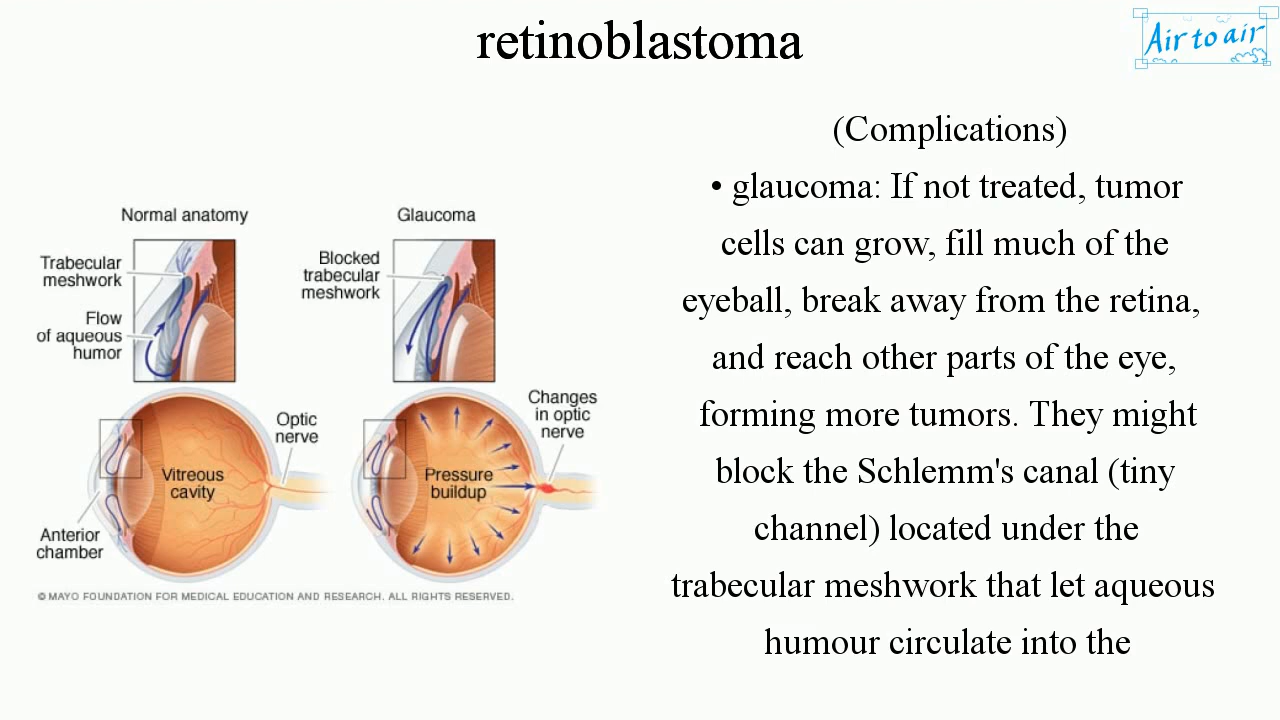 retinoblastoma
Air to air
(Complications)
• glaucoma: If not treated, tumor
cells can grow, fill much of the
eyeball, break away from the retina,
and reach other parts of the eye,
forming more tumors. They might
block the Schlemm's canal (tiny
channel) located under the
trabecular meshwork that let aqueous
humour circulate into the
Normal anatomy
Trabecular
meshwork
Flow
of aqueous
humor
Optic
nerve
Vitreous
cavity
Anterior
chamber
Glaucoma
Blocked
trabecular
meshwork
Changes
in optic
nerve
Pressure
buildup
© MAYO FOUNDATION FOR MEDICAL EDUCATION AND RESEARCH. ALL RIGHTS RESERVED.